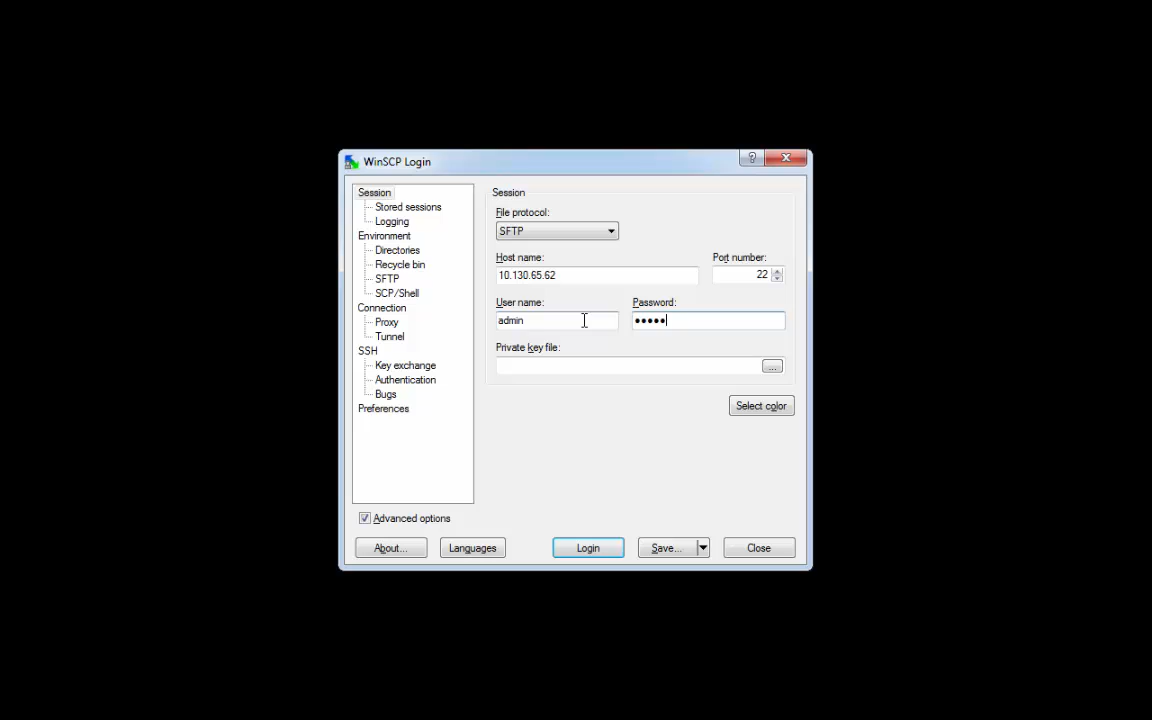 WinSCP Login
?
Session
Stored sessions
Logging
Environment
Directories
Recycle bin
SFTP
SCP/Shell
Connection
Proxy
Tunnel
SSH
Key exchange
Authentication
Bugs
Preferences
Session
File protocol:
SFTP
Host name:
Port number:
10.130.65.62
22
User name:
Password:
admin
●●●●●
Private key file:
...
Select color
Advanced options
About...
Languages
Login
Save...
Close